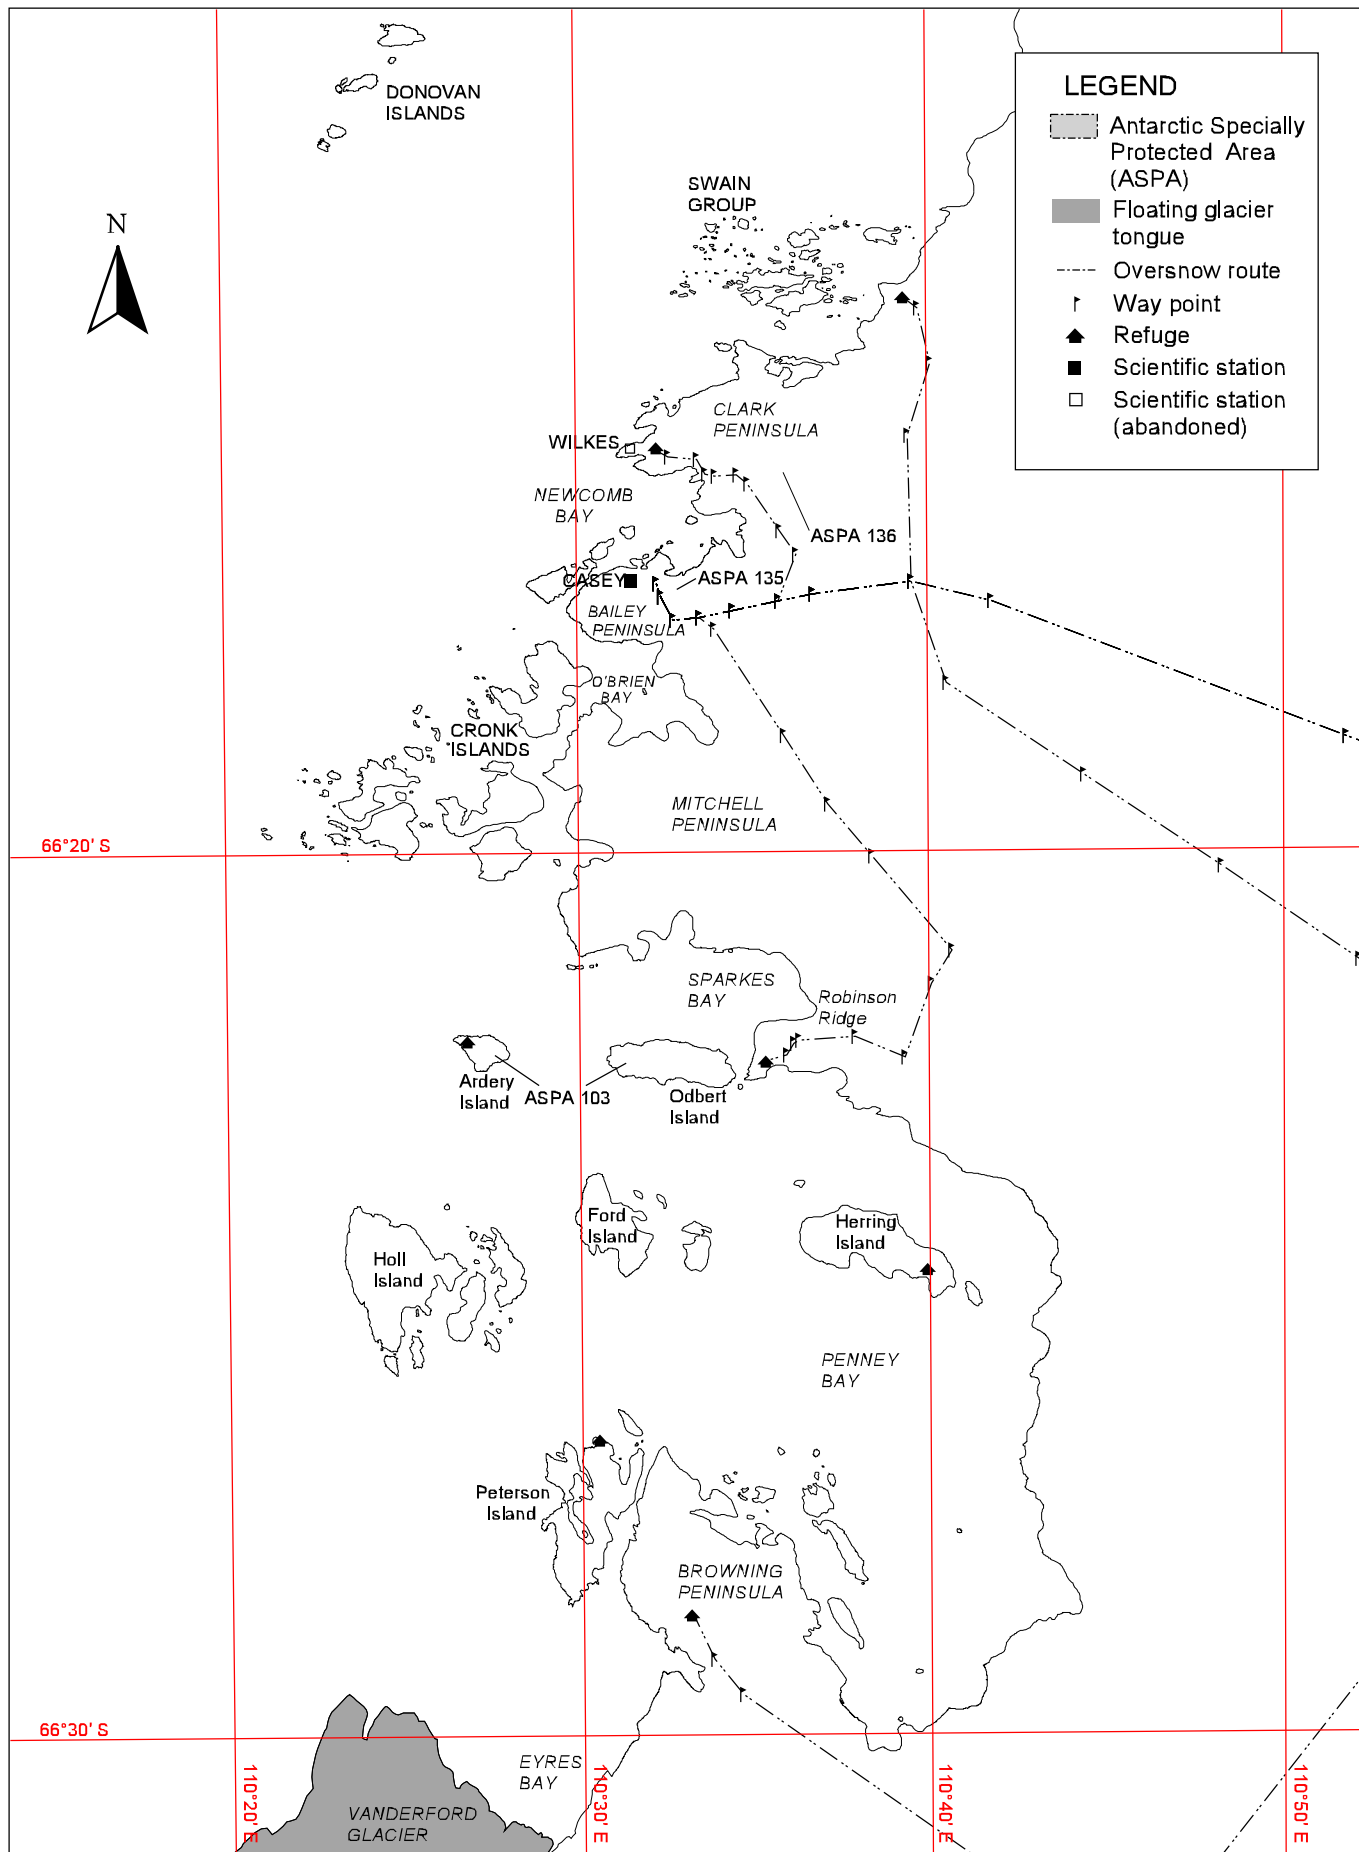 DONOVAN
ISLANDS
LEGEND
Antarctic Specially
Protected Area
(ASPA)
Floating glacier
tongue
Oversnow route
Way point
Refuge
Scientific station
Scientific station
(abandoned)
N
SWAIN
GROUP
CLARK
PENINSULA
WILKES
NEWCOMB
BAY
ASPA 136
CASEY
ASPA 135
BAILEY
PENINSULA
O'BRIEN
BAY
CRONK
ISLANDS
MITCHELL
PENINSULA
66°20' S
SPARKES
BAY
Robinson
Ridge
Ardery
Island
ASPA 103
Odbert
Island
Ford
Island
Herring
Island
Holl
Island
PENNEY
BAY
Peterson
Island
BROWNING
PENINSULA
66°30' S
EYRES
BAY
VANDERFORD
GLACIER
110°20' E
110°30' E
110°40' E
110°50' E